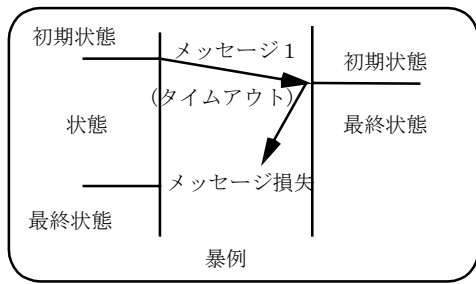 初期状態
メッセージ１
初期状態
(タイムアウト)
状態
最終状態
メッセージ損失
最終状態
暴例